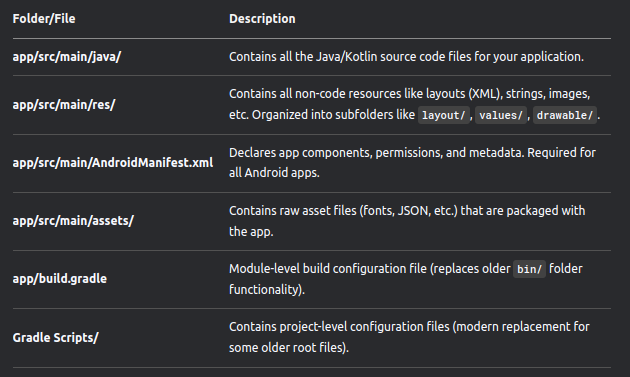 Folder/File Description
app/src/main/java/ Contains all the Java/Kotlin source code files for your application.
app/src/main/res/ Contains all non-code resources like layouts (XML), strings, images,
etc. Organized into subfolders like layout/, values/, drawable/.
app/src/main/AndroidManifest.xml Declares app components, permissions, and metadata. Required for
all Android apps.
app/src/main/assets/ Contains raw asset files (fonts, JSON, etc.) that are packaged with
the app.
app/build.gradle Module-level build configuration file (replaces older bin/ folder
functionality).
Gradle Scripts/ Contains project-level configuration files (modern replacement for
some older root files).